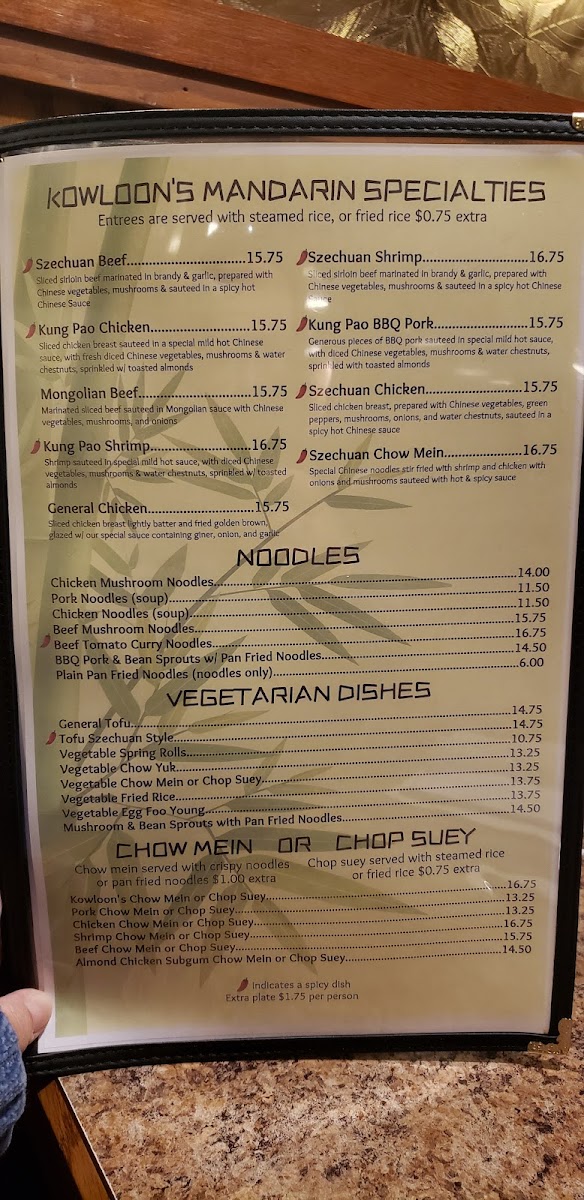 KOWLOON'S MANDARIN SPECIALTIES
Entrees are served with steamed rice, or fried rice $0.75 extra
Szechuan Beef..............................15.75
Sliced sirloin beef marinated in brandy & garlic, prepared with
Chinese vegetables, mushrooms & sauteed in a spicy hot
Chinese Sauce
Kung Pao Chicken.........................15.75
Sliced chicken breast sauteed in a special mild hot Chinese
sauce, with fresh diced Chinese vegetables, mushrooms & water
chestnuts, sprinkled w/ toasted almonds
Mongolian Beef............................15.75
Marinated sliced beef sauteed in Mongolian sauce with Chinese
vegetables, mushrooms, and onions
Kung Pao Shrimp.........................16.75
Shrimp sauteed in special mild hot sauce, with diced Chinese
vegetables, mushrooms & water chestnuts, sprinkled w/ toasted
almonds
General Chicken...........................15.75
Sliced chicken breast lightly batter and fried golden brown,
glazed w/ our special sauce containing giner, onion, and garlic
Szechuan Shrimp..........................16.75
Sliced sirloin beef marinated in brandy & garlic, prepared with
Chinese vegetables, mushrooms & sauteed in a spicy hot Chinese
Sauce
Kung Pao BBQ Pork.......................15.75
Generous pieces of BBQ pork sauteed in special mild hot sauce,
with diced Chinese vegetables, mushrooms & water chestnuts,
sprinkled with toasted almonds
Szechuan Chicken........................15.75
Sliced chicken breast, prepared with Chinese vegetables, green
peppers, mushrooms, onions, and water chestnuts, sauteed in a
spicy hot Chinese sauce
Szechuan Chow Mein....................16.75
Special Chinese noodles stir fried with shrimp and chicken with
onions and mushrooms sauteed with hot & spicy sauce
NOODLES
Chicken Mushroom Noodles..............................14.00
Pork Noodles (soup)..............................11.50
Chicken Noodles (soup)..............................11.50
Beef Mushroom Noodles..............................15.75
Beef Tomato Curry Noodles..............................16.75
BBQ Pork & Bean Sprouts w/ Pan Fried Noodles..............................14.50
Plain Pan Fried Noodles (noodles only)..............................6.00
VEGETARIAN DISHES
General Tofu..............................14.75
Tofu Szechuan Style..............................14.75
Vegetable Spring Rolls..............................10.75
Vegetable Chow Yuk..............................13.25
Vegetable Chow Mein or Chop Suey..............................13.25
Vegetable Fried Rice..............................13.75
Vegetable Egg Foo Young..............................13.75
Mushroom & Bean Sprouts with Pan Fried Noodles..............................14.50
CHOW MEIN OR CHOP SUEY
Chow mein served with crispy noodles
or pan fried noodles $1.00 extra
Chop suey served with steamed rice
or fried rice $0.75 extra
Kowloon's Chow Mein or Chop Suey..............................16.75
Pork Chow Mein or Chop Suey..............................13.25
Chicken Chow Mein or Chop Suey..............................13.25
Shrimp Chow Mein or Chop Suey..............................16.75
Beef Chow Mein or Chop Suey..............................15.75
Almond Chicken Subgum Chow Mein or Chop Suey..............................14.50
Indicates a spicy dish
Extra plate $1.75 per person